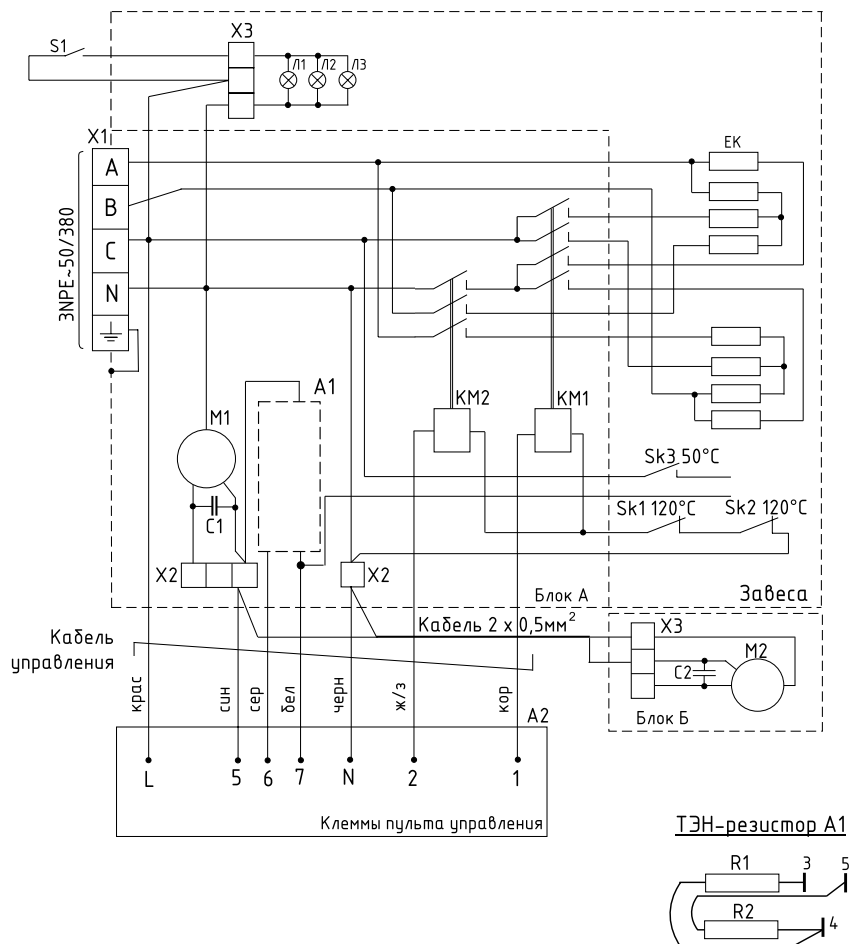 S1
X3
Л1 Л2 Л3
X1
A
B
C
N
3NPE~50/380
EK
A1
M1
C1
KM2
KM1
Sk3 50°C
Sk1 120°C
Sk2 120°C
X2
X2
Блок А
Завеса
Кабель управления
Кабель 2 x 0,5мм²
X3
M2
C2
Блок Б
крас
син
сер
бел
черн
ж/з
кор
A2
L
5
6
7
N
2
1
Клеммы пульта управления
ТЭН-резистор А1
R1
3
5
R2
4